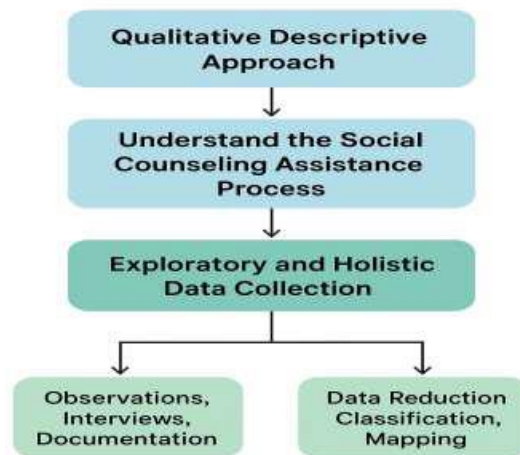 Qualitative Descriptive
Approach
Understand the Social
Counseling Assistance
Process
Exploratory and Holistic
Data Collection
Observations,
Interviews,
Documentation
Data Reduction
Classification,
Mapping